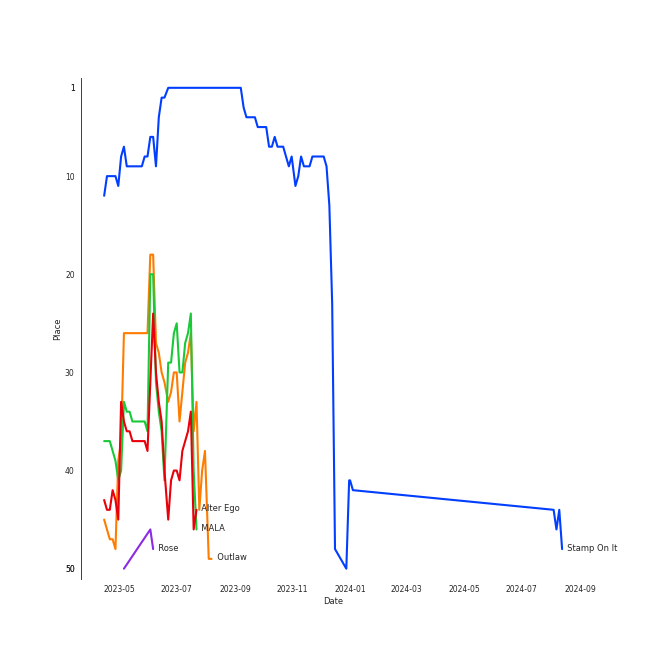 1
10
20
30
40
50
Place
Alter Ego
MALA
Rose
Outlaw
Stamp On It
2023-05
2023-07
2023-09
2023-11
2024-01
2024-03
2024-05
2024-07
2024-09
Date